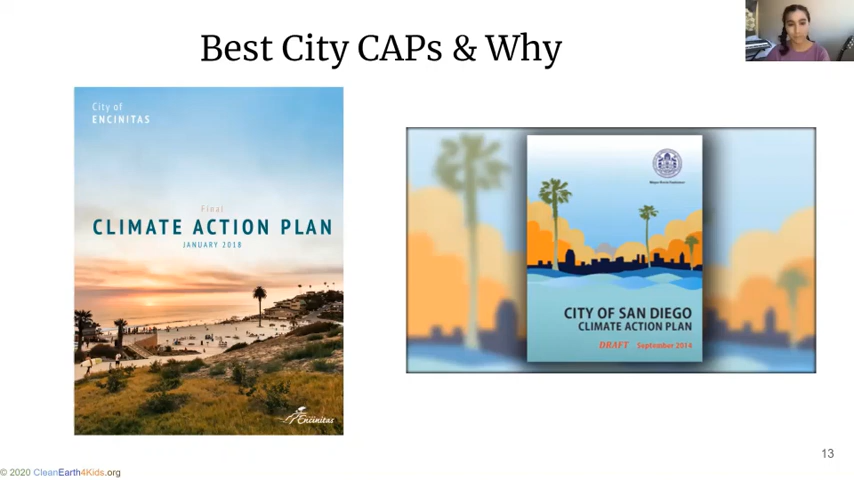 Best City CAPs & Why
City of
ENCINITAS
Final
CLIMATE ACTION PLAN
JANUARY 2018
Encinitas
CITY OF SAN DIEGO
CLIMATE ACTION PLAN
DRAFT September 2014
13
© 2020 CleanEarth4Kids.org